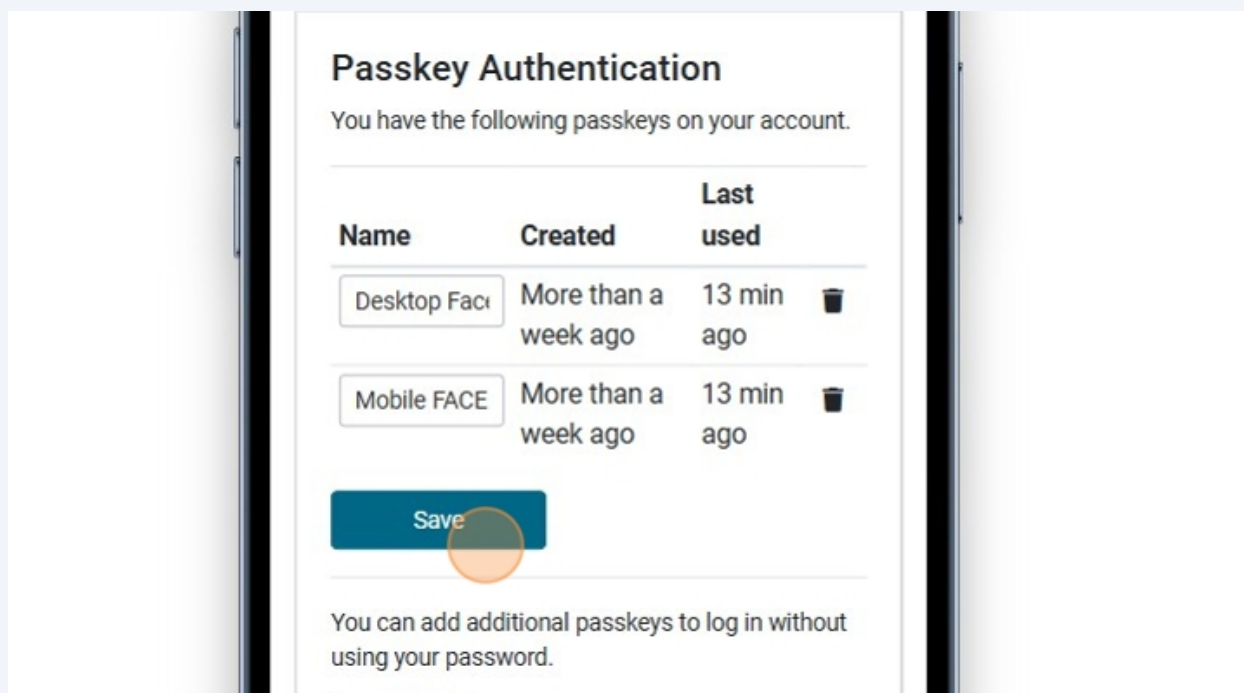 Passkey Authentication
You have the following passkeys on your account.
Last
Name Created used
Desktop More than a 13 min
week ago ago
Mobile FACE More than a 13 min
week ago ago
Save
You can add additional passkeys to log in without
using your password.